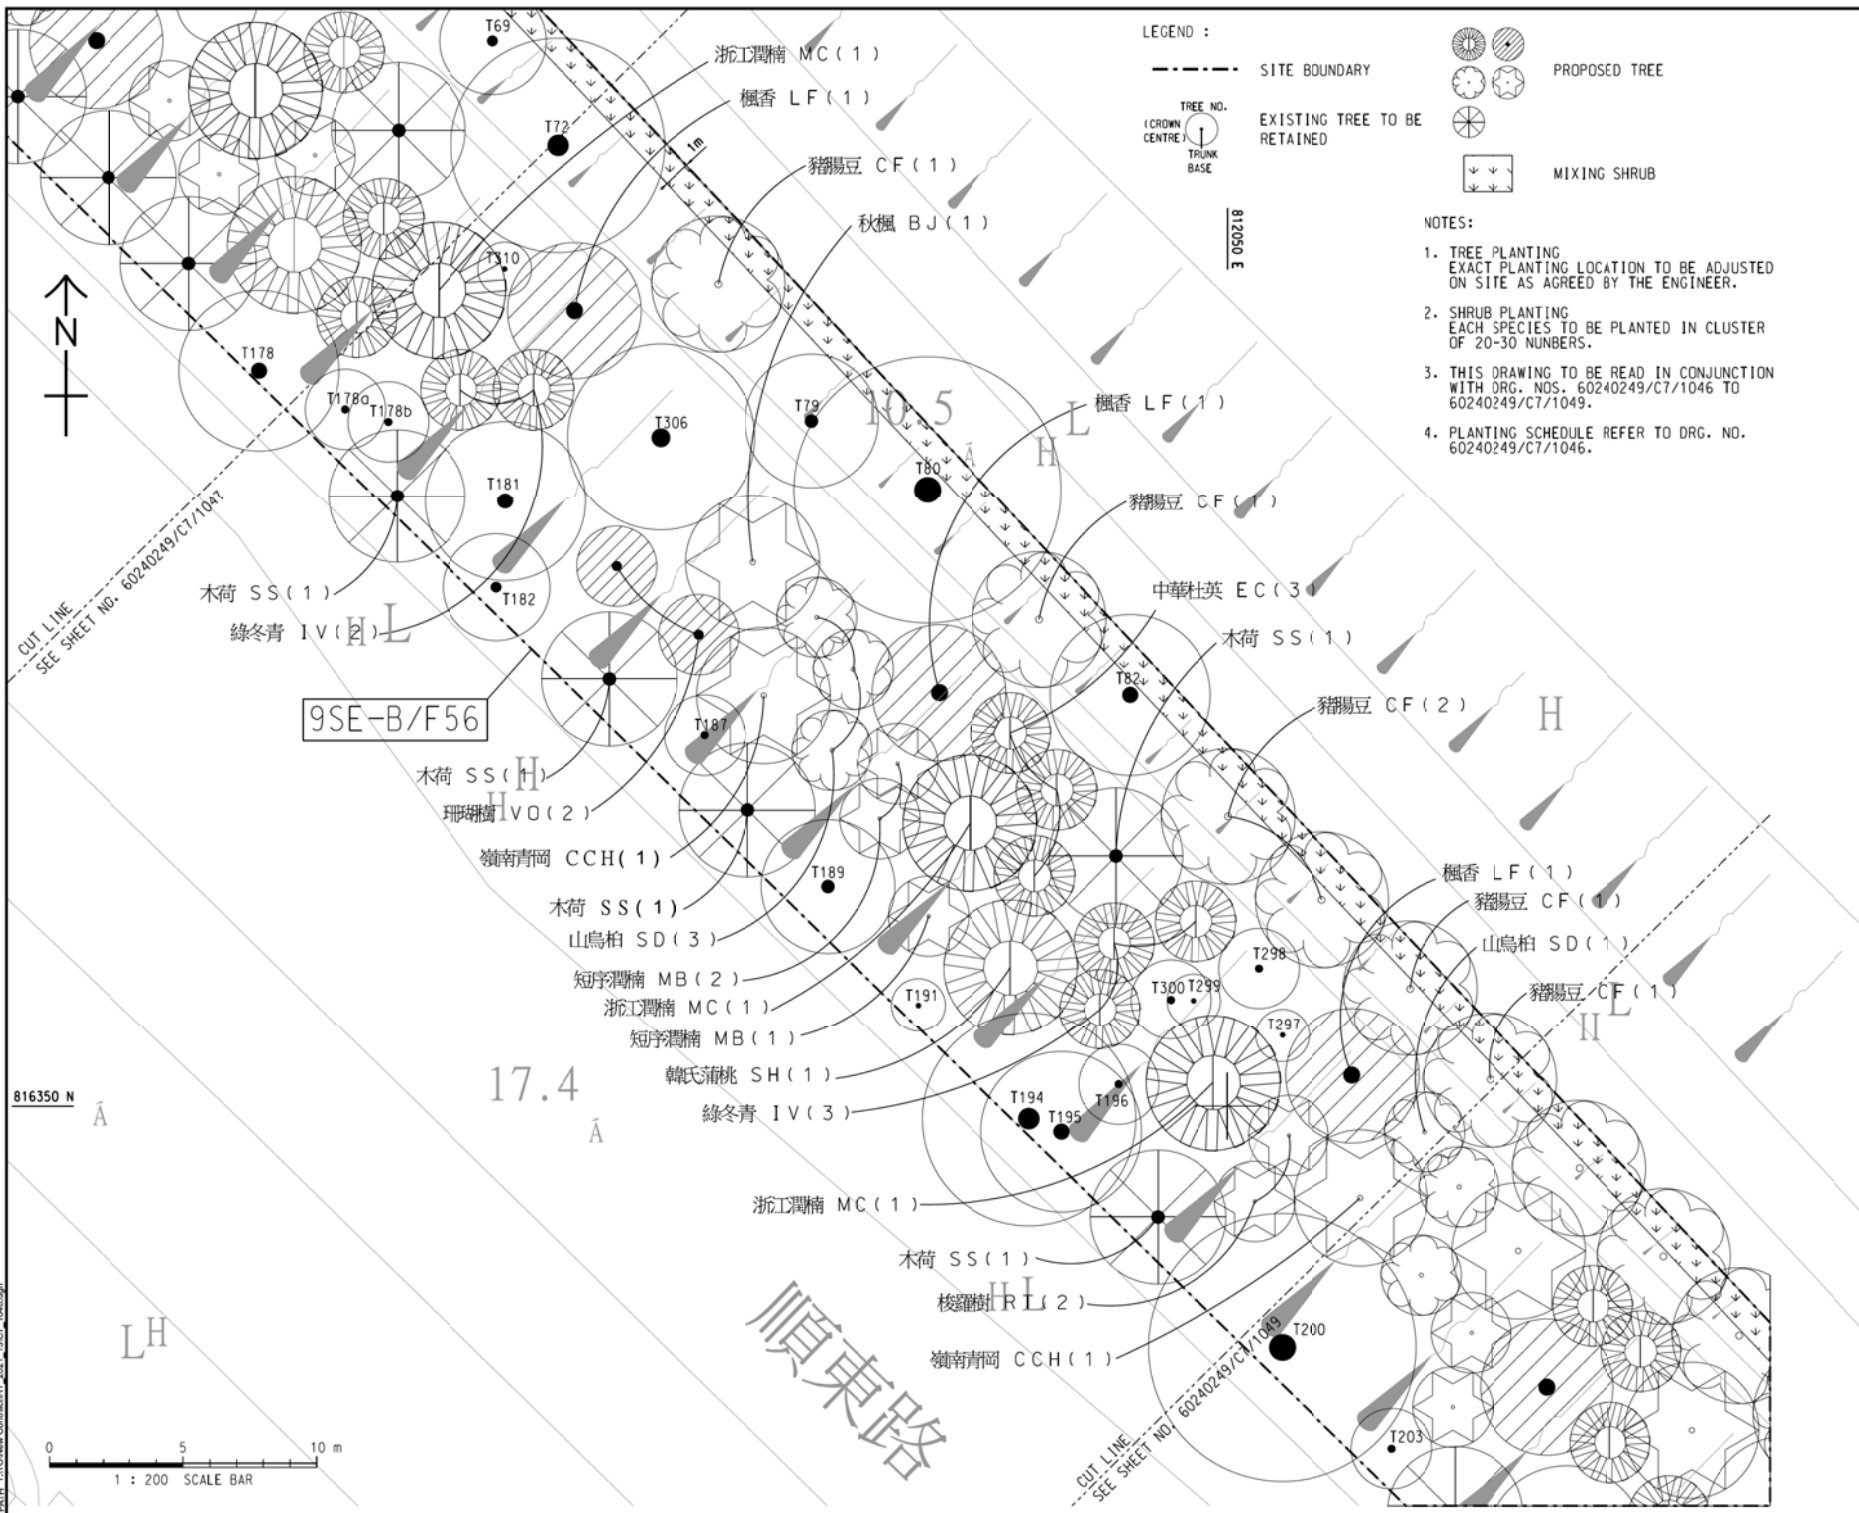 T69
浙江潤楠 MC(1)
楓香 LF(1)
T72
1m
豬腸豆 CF(1)
秋楓 BJ(1)
T310
T178
T178a
T178b
T306
T79
10.5
T80
Á
L
H
楓香 LF(1)
T181
T182
豬腸豆 CF(1)
中華杜英 EC(3)
木荷 SS(1)
T82
豬腸豆 CF(2)
H
N
CUT LINE
SEE SHEET NO. 60240249/C7/1047
木荷 SS(1)
綠冬青 IV(2)
H L
9SE-B/F56
T187
木荷 SS(1)
H
珊瑚樹 VO(2)
H
嶺南青岡 CCH(1)
T189
木荷 SS(1)
山烏柏 SD(3)
短序潤楠 MB(2)
浙江潤楠 MC(1)
T191
短序潤楠 MB(1)
韓氏蒲桃 SH(1)
綠冬青 IV(3)
楓香 LF(1)
豬腸豆 CF(1)
山烏柏 SD(1)
豬腸豆 CF(1)
L
H
T298
T300
T299
T297
T194
T195
T196
17.4
Á
816350 N
Á
浙江潤楠 MC(1)
木荷 SS(1)
H L
梭羅樹 RI(2)
嶺南青岡 CCH(1)
T200
T203
CUT LINE
SEE SHEET NO. 60240249/C7/1049
順東路
L H
0 5 10 m
1 : 200 SCALE BAR
LEGEND :
SITE BOUNDARY
TREE NO.
(CROWN CENTRE)
TRUNK
BASE
EXISTING TREE TO BE
RETAINED
PROPOSED TREE
MIXING SHRUB
812050 E
NOTES:
1. TREE PLANTING
EXACT PLANTING LOCATION TO BE ADJUSTED
ON SITE AS AGREED BY THE ENGINEER.
2. SHRUB PLANTING
EACH SPECIES TO BE PLANTED IN CLUSTER
OF 20-30 NUNBERS.
3. THIS DRAWING TO BE READ IN CONJUNCTION
WITH DRG. NOS. 60240249/C7/1046 TO
60240249/C7/1049.
4. PLANTING SCHEDULE REFER TO DRG. NO.
60240249/C7/1046.